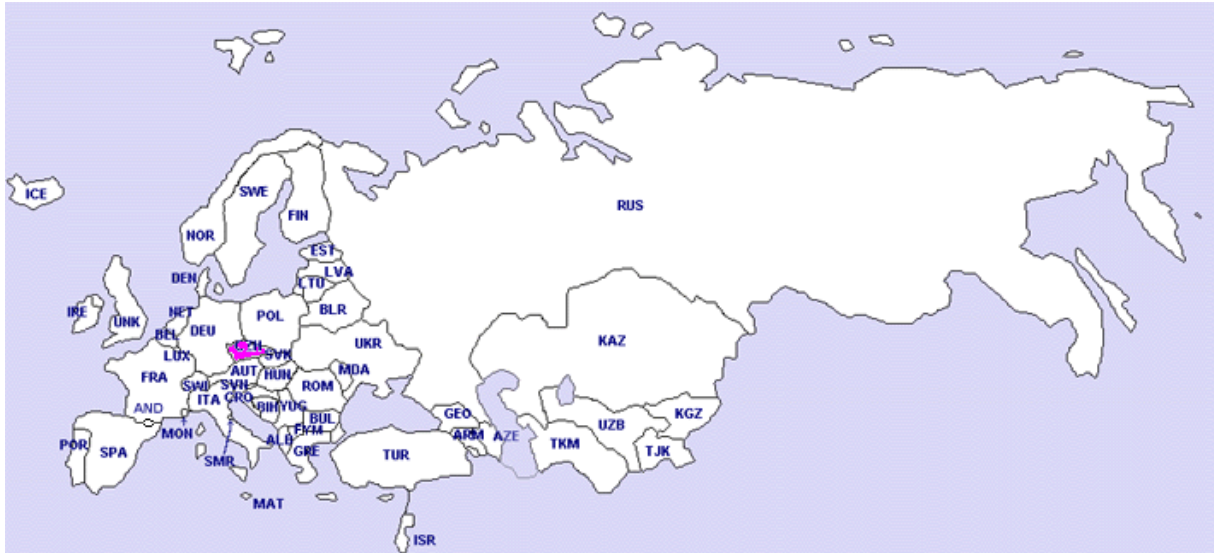 ICE
SWE
FIN
NOR
RUS
EST
LVA
LTU
DEN
IRE
UNK
NET
BEL
DEU
POL
BLR
LUX
SVK
UKR
KAZ
FRA
AUT
HUN
MDA
SWI
SVN
ROM
ITA
CRO
BIH
YUG
AND
MON
BUL
GEO
KGZ
UZB
POR
SPA
FYM
ALB
GRE
ARM
AZE
TKM
TJK
SMR
TUR
MAT
ISR